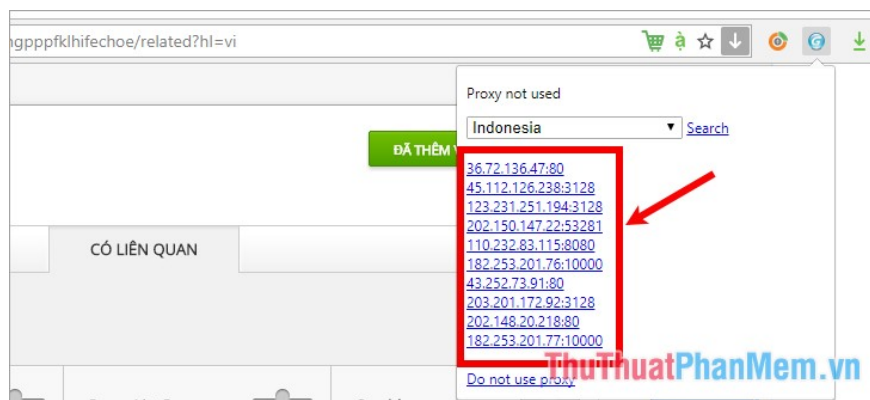 ngpppfklhifechoe/related?hl=vi
ạ
Proxy not used
Indonesia Search
ĐÃ THÊM V
36.72.136.47:80
45.112.126.238:3128
123.231.251.194:3128
202.150.147.22:53281
110.232.83.115:8080
182.253.201.76:10000
43.252.73.91:80
203.201.172.92:3128
202.148.20.218:80
182.253.201.77:10000
CÓ LIÊN QUAN
Do not use proxy
ThuThuatPhanMem.vn